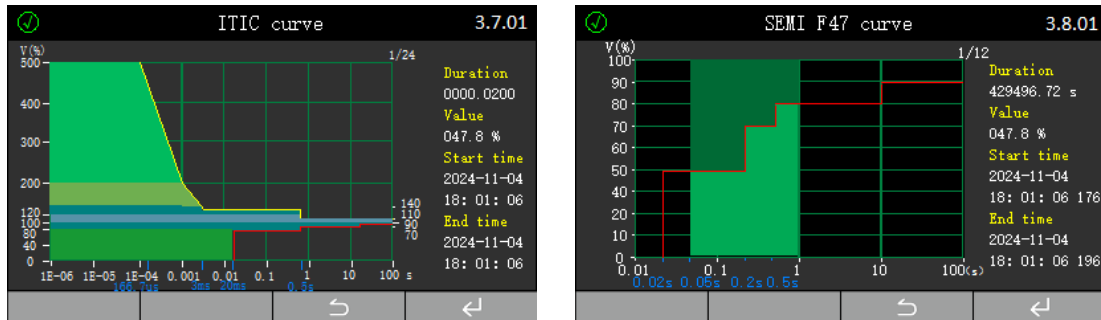 ITIC curve 3.7.01
V(%)
1/24
500
400
300
200
120
100
80
40
0
140
110
90
70
1E-06 1E-05 1E-04 0.001 0.01 0.1 1 10 100 s
166.7us 3ms 20ms 0.5s
Duration
0000.0200
Value
047.8 %
Start time
2024-11-04
18: 01: 06
End time
2024-11-04
18: 01: 06
SEMI F47 curve 3.8.01
V(%)
1/12
100
90
80
70
60
50
40
20
10
0
0.01 0.1 1 10 100(s)
0.02s 0.05s 0.2s 0.5s
Duration
429496.72 s
Value
047.8 %
Start time
2024-11-04
18: 01: 06 176
End time
2024-11-04
18: 01: 06 196